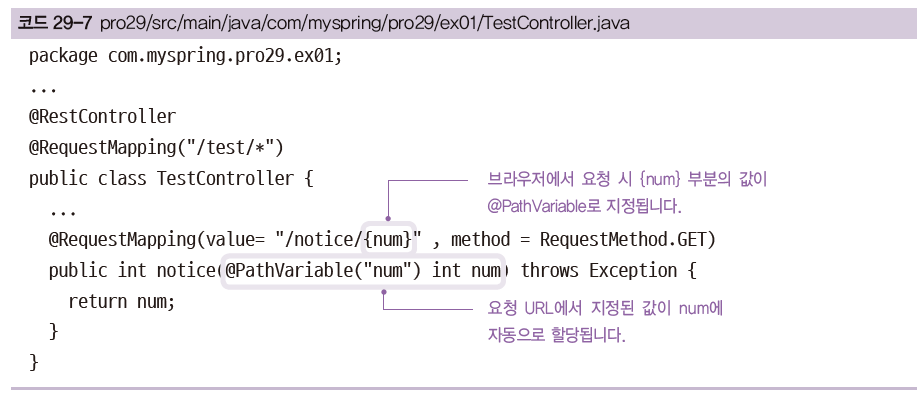 코드 29-7 pro29/src/main/java/com/myspring/pro29/ex01/TestController.java
package com.myspring.pro29.ex01;
...
@RestController
@RequestMapping("/test/*")
public class TestController {
브라우저에서 요청 시 {num} 부분의 값이
@PathVariable로 지정됩니다.
...
@RequestMapping(value= "/notice/{num}" , method = RequestMethod.GET)
public int notice(@PathVariable("num") int num) throws Exception {
return num;
요청 URL에서 지정된 값이 num에
자동으로 할당됩니다.
}
}